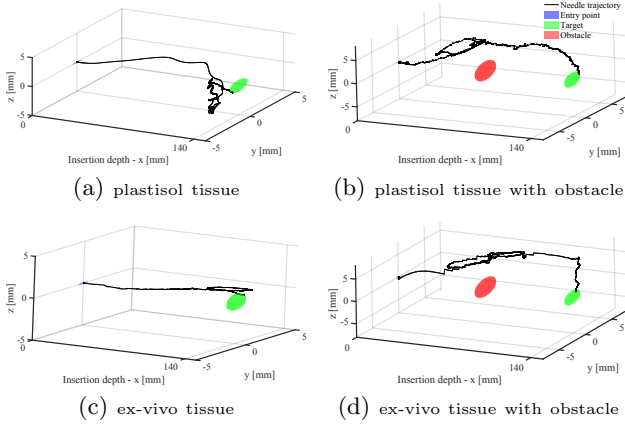 Needle trajectory
Entry point
Target
Obstacle
5
0
-5
z [mm]
0
Insertion depth - x [mm]
140
-5
0
5
y [mm]
(a) plastisol tissue
5
0
-5
z [mm]
0
Insertion depth - x [mm]
140
-5
0
5
y [mm]
(b) plastisol tissue with obstacle
5
0
-5
z [mm]
0
Insertion depth - x [mm]
140
-5
0
5
y [mm]
(c) ex-vivo tissue
5
0
-5
z [mm]
0
Insertion depth - x [mm]
140
-5
0
5
y [mm]
(d) ex-vivo tissue with obstacle